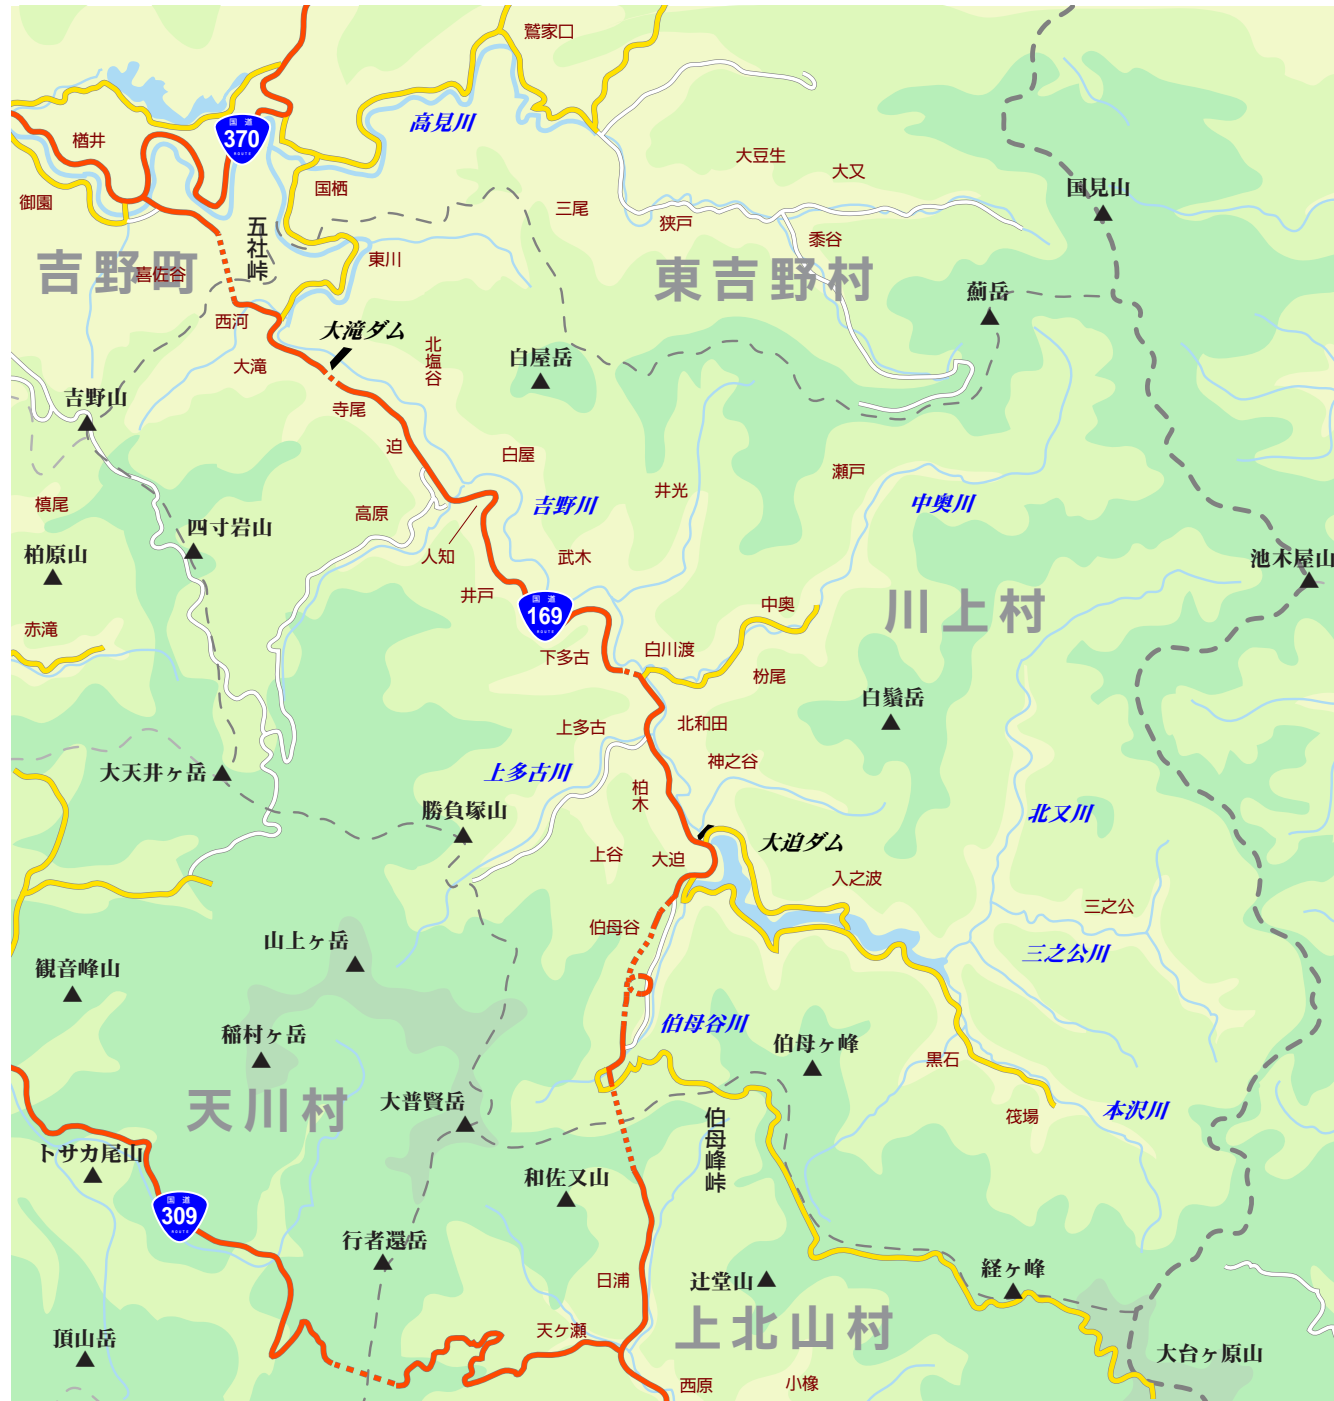 鷲家口
高見川
国道
370
ROUTE
楢井
大豆生
大又
国栖
国見山
御園
三尾
狭戸
五社峠
黍谷
吉野町
喜佐谷
東川
東吉野村
薊岳
西河
大滝ダム
大滝
北塩谷
白屋岳
吉野山
寺尾
迫
白屋
瀬戸
井光
槙尾
吉野川
中奥川
高原
四寸岩山
柏原山
人知
武木
池木屋山
井戸
国道
169
ROUTE
中奥
川上村
赤滝
下多古
白川渡
枌尾
白鬚岳
上多古
北和田
神之谷
大天井ヶ岳
上多古川
柏木
勝負塚山
北又川
大迫ダム
上谷
大迫
入之波
三之公
伯母谷
山上ヶ岳
三之公川
観音峰山
伯母谷川
稲村ヶ岳
伯母ヶ峰
黒石
天川村
大普賢岳
伯母峰峠
筏場
本沢川
トサカ尾山
和佐又山
国道
309
ROUTE
行者還岳
日浦
辻堂山
経ヶ峰
上北山村
頂山岳
天ケ瀬
大台ヶ原山
西原
小橡